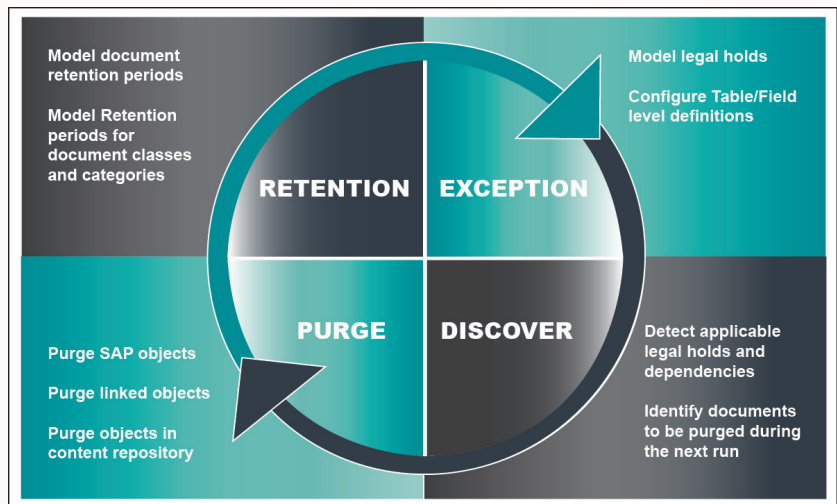 Model document
retention periods
Model Retention
periods for
document classes
and categories
RETENTION
Model legal holds
Configure Table/Field
level definitions
EXCEPTION
PURGE
Purge SAP objects
Purge linked objects
Purge objects in
content repository
DISCOVER
Detect applicable
legal holds and
dependencies
Identify documents
to be purged during
the next run